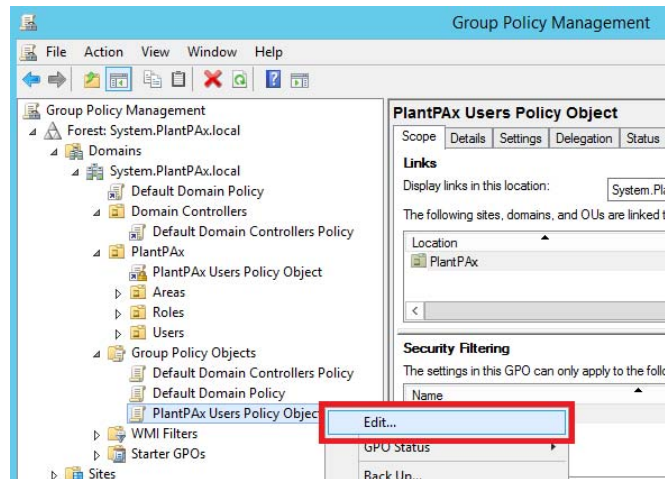 Group Policy Management
File Action View Window Help
Group Policy Management
Forest: System.PlantPAx.local
Domains
System.PlantPAx.local
Default Domain Policy
Domain Controllers
Default Domain Controllers Policy
PlantPAx
PlantPAx Users Policy Object
Areas
Roles
Users
Group Policy Objects
Default Domain Controllers Policy
Default Domain Policy
PlantPAx Users Policy Objec
WMI Filters
Starter GPOs
Sites
PlantPAx Users Policy Object
Scope Details Settings Delegation Status
Links
Display links in this location: System.Pla
The following sites, domains, and OUs are linked t
Location
PlantPAx
Security Filtering
The settings in this GPO can only apply to the follo
Name
Edit...
GPO Status
Back Up...